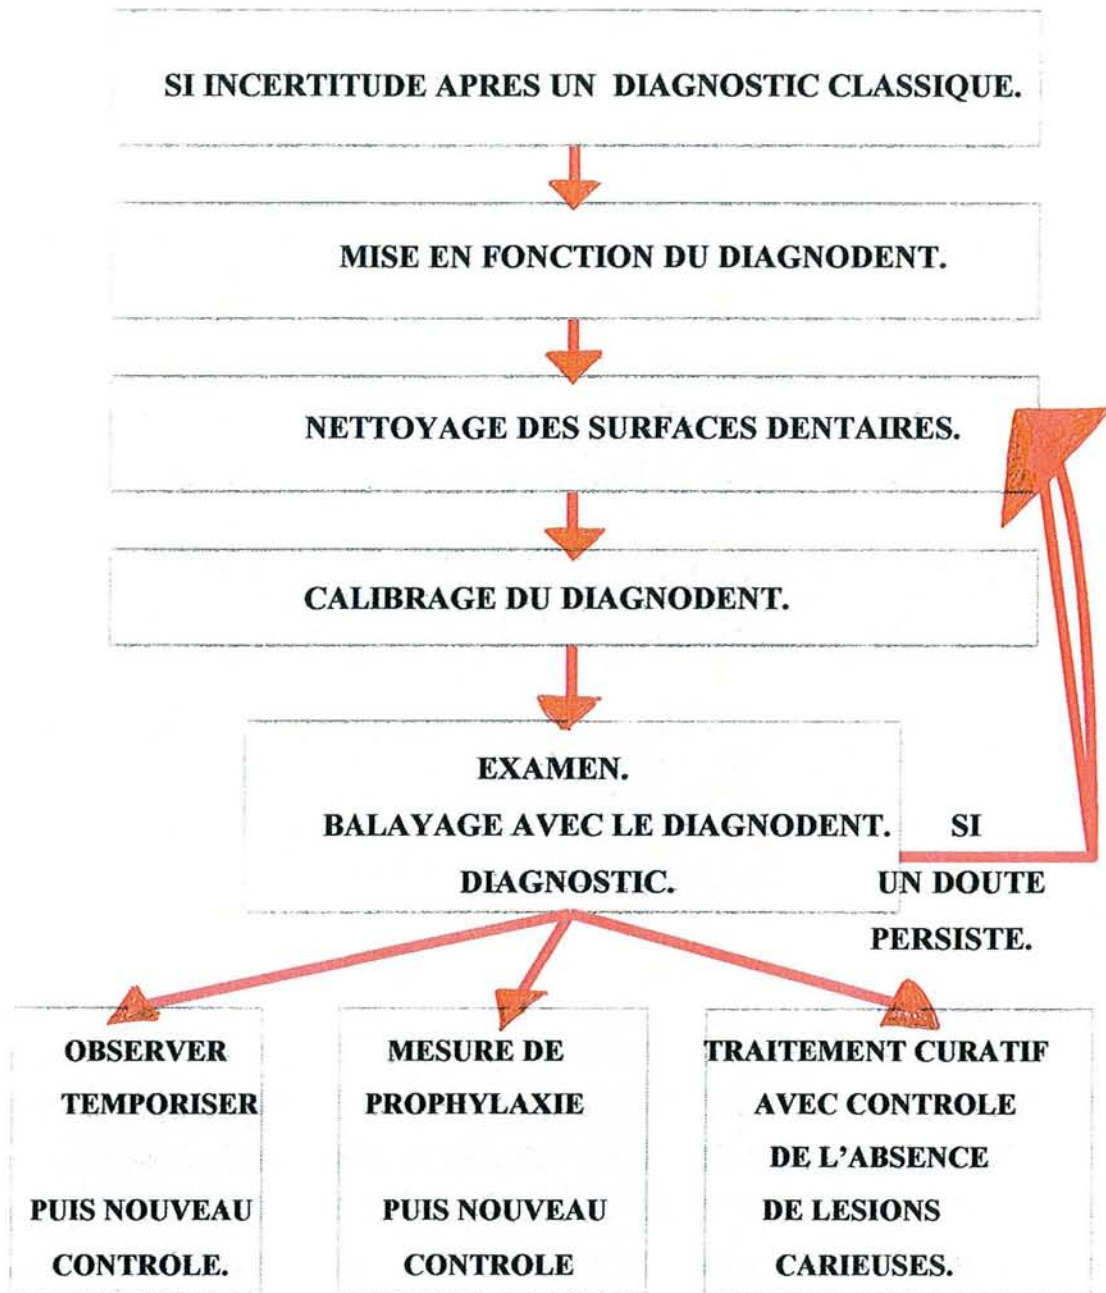 SI INCERTITUDE APRES UN DIAGNOSTIC CLASSIQUE.
MISE EN FONCTION DU DIAGNODENT.
NETTOYAGE DES SURFACES DENTAIRES.
CALIBRAGE DU DIAGNODENT.
EXAMEN.
BALAYAGE AVEC LE DIAGNODENT.
DIAGNOSTIC.
SI
UN DOUTE
PERSISTE.
OBSERVER
TEMPORISER
PUIS NOUVEAU
CONTROLE.
MESURE DE
PROPHYLAXIE
PUIS NOUVEAU
CONTROLE
TRAITEMENT CURATIF
AVEC CONTROLE
DE L'ABSENCE
DE LESIONS
CARIEUSES.